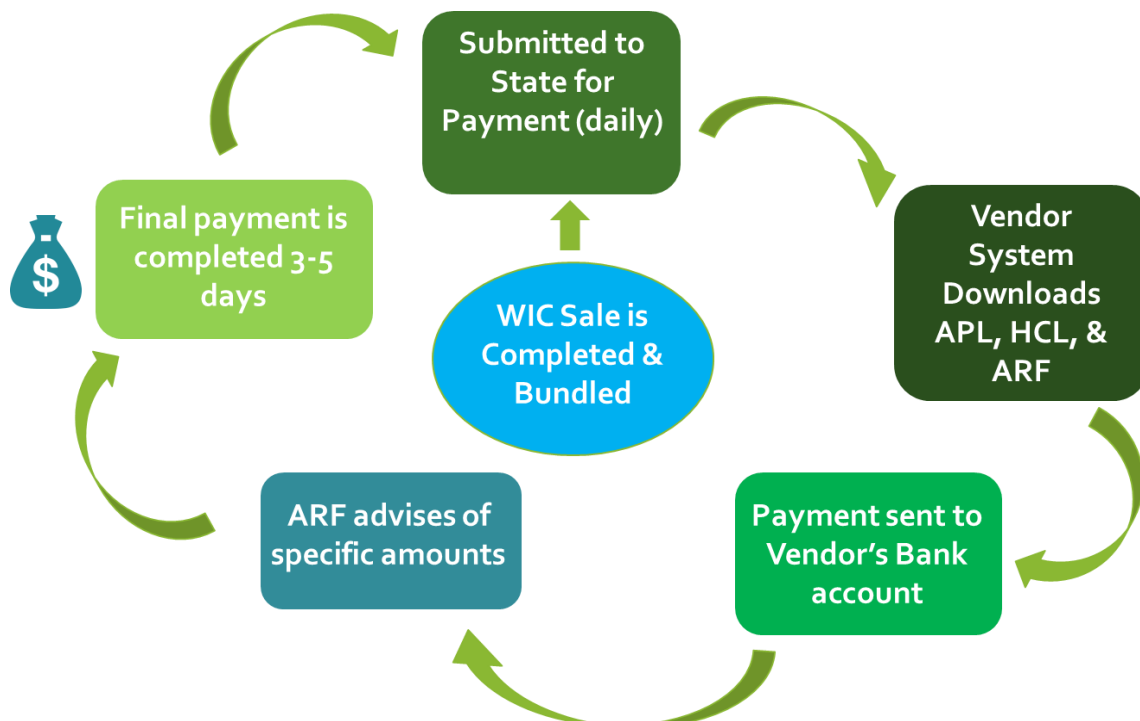 Submitted to
State for
Payment (daily)
Vendor
System
Downloads
APL, HCL, &
ARF
Payment sent to
Vendor's Bank
account
ARF advises of
specific amounts
Final payment is
completed 3-5
days
$
WIC Sale is
Completed &
Bundled